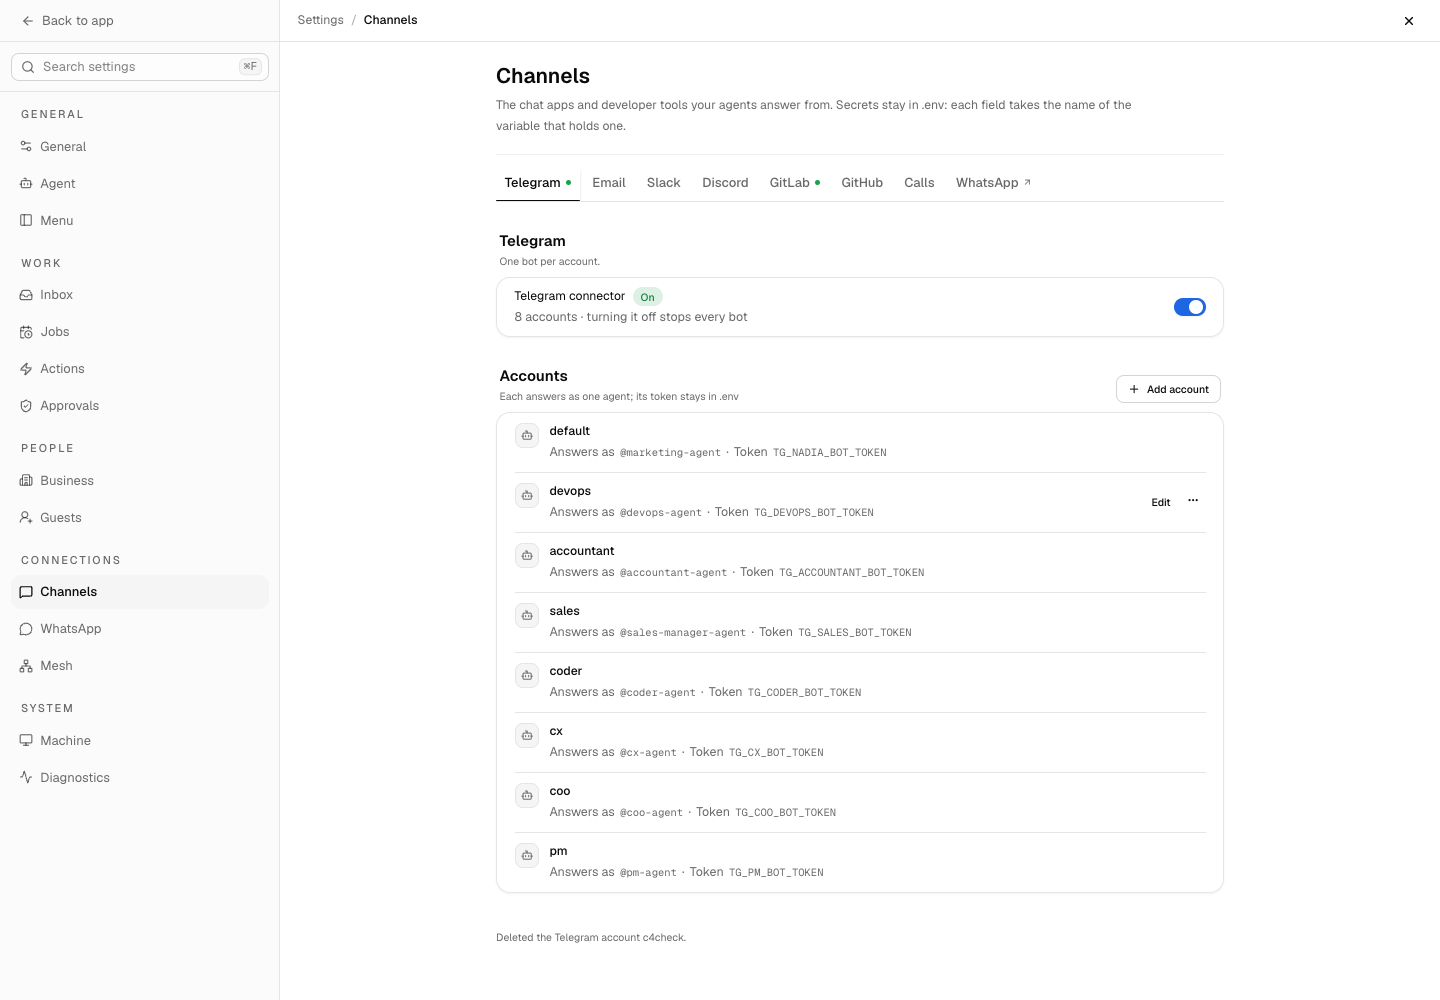 Back to app
Settings / Channels
Search settings ⌘F
GENERAL
General
Agent
Menu
WORK
Inbox
Jobs
Actions
Approvals
PEOPLE
Business
Guests
CONNECTIONS
Channels
WhatsApp
Mesh
SYSTEM
Machine
Diagnostics
Channels
The chat apps and developer tools your agents answer from. Secrets stay in .env: each field takes the name of the
variable that holds one.
Telegram Email Slack Discord GitLab GitHub Calls WhatsApp ↗
Telegram
One bot per account.
Telegram connector On
8 accounts · turning it off stops every bot
Accounts
Each answers as one agent; its token stays in .env
+ Add account
default
Answers as @marketing-agent · Token TG_NADIA_BOT_TOKEN
devops
Answers as @devops-agent · Token TG_DEVOPS_BOT_TOKEN
Edit ···
accountant
Answers as @accountant-agent · Token TG_ACCOUNTANT_BOT_TOKEN
sales
Answers as @sales-manager-agent · Token TG_SALES_BOT_TOKEN
coder
Answers as @coder-agent · Token TG_CODER_BOT_TOKEN
cx
Answers as @cx-agent · Token TG_CX_BOT_TOKEN
coo
Answers as @coo-agent · Token TG_COO_BOT_TOKEN
pm
Answers as @pm-agent · Token TG_PM_BOT_TOKEN
Deleted the Telegram account c4check.